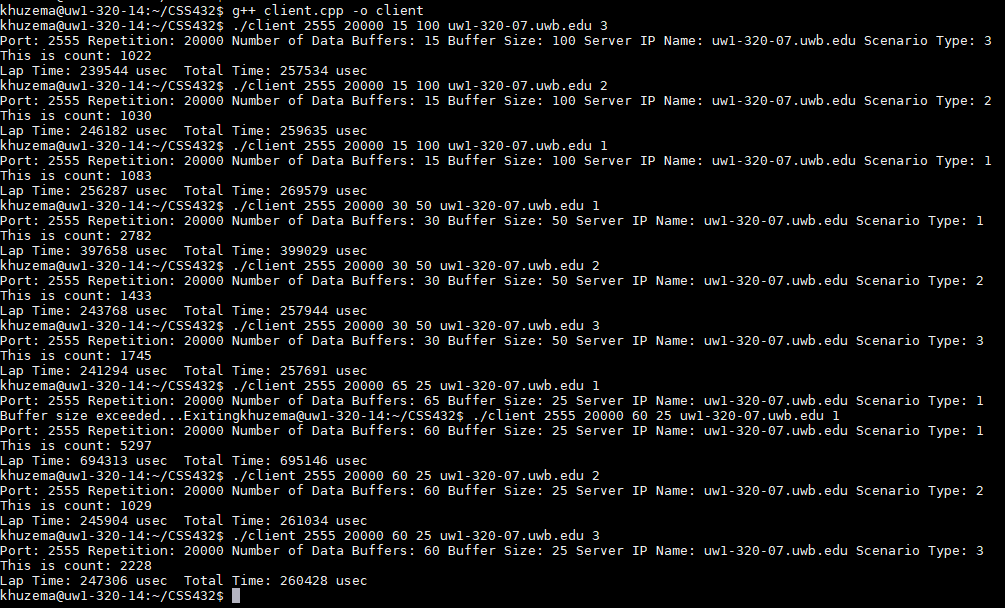 khuzema@uw1-320-14:~/CSS432$ g++ client.cpp -o client
khuzema@uw1-320-14:~/CSS432$ ./client 2555 20000 15 100 uw1-320-07.uwb.edu 3
Port: 2555 Repetition: 20000 Number of Data Buffers: 15 Buffer Size: 100 Server IP Name: uw1-320-07.uwb.edu Scenario Type: 3
This is count: 1022
Lap Time: 239544 usec  Total Time: 257534 usec
khuzema@uw1-320-14:~/CSS432$ ./client 2555 20000 15 100 uw1-320-07.uwb.edu 2
Port: 2555 Repetition: 20000 Number of Data Buffers: 15 Buffer Size: 100 Server IP Name: uw1-320-07.uwb.edu Scenario Type: 2
This is count: 1030
Lap Time: 246182 usec  Total Time: 259635 usec
khuzema@uw1-320-14:~/CSS432$ ./client 2555 20000 15 100 uw1-320-07.uwb.edu 1
Port: 2555 Repetition: 20000 Number of Data Buffers: 15 Buffer Size: 100 Server IP Name: uw1-320-07.uwb.edu Scenario Type: 1
This is count: 1083
Lap Time: 256287 usec  Total Time: 269579 usec
khuzema@uw1-320-14:~/CSS432$ ./client 2555 20000 30 50 uw1-320-07.uwb.edu 1
Port: 2555 Repetition: 20000 Number of Data Buffers: 30 Buffer Size: 50 Server IP Name: uw1-320-07.uwb.edu Scenario Type: 1
This is count: 2782
Lap Time: 397658 usec  Total Time: 399029 usec
khuzema@uw1-320-14:~/CSS432$ ./client 2555 20000 30 50 uw1-320-07.uwb.edu 2
Port: 2555 Repetition: 20000 Number of Data Buffers: 30 Buffer Size: 50 Server IP Name: uw1-320-07.uwb.edu Scenario Type: 2
This is count: 1433
Lap Time: 243768 usec  Total Time: 257944 usec
khuzema@uw1-320-14:~/CSS432$ ./client 2555 20000 30 50 uw1-320-07.uwb.edu 3
Port: 2555 Repetition: 20000 Number of Data Buffers: 30 Buffer Size: 50 Server IP Name: uw1-320-07.uwb.edu Scenario Type: 3
This is count: 1745
Lap Time: 241294 usec  Total Time: 257691 usec
khuzema@uw1-320-14:~/CSS432$ ./client 2555 20000 65 25 uw1-320-07.uwb.edu 1
Port: 2555 Repetition: 20000 Number of Data Buffers: 65 Buffer Size: 25 Server IP Name: uw1-320-07.uwb.edu Scenario Type: 1
Buffer size exceeded...Exitingkhuzema@uw1-320-14:~/CSS432$ ./client 2555 20000 60 25 uw1-320-07.uwb.edu 1
Port: 2555 Repetition: 20000 Number of Data Buffers: 60 Buffer Size: 25 Server IP Name: uw1-320-07.uwb.edu Scenario Type: 1
This is count: 5297
Lap Time: 694313 usec  Total Time: 695146 usec
khuzema@uw1-320-14:~/CSS432$ ./client 2555 20000 60 25 uw1-320-07.uwb.edu 2
Port: 2555 Repetition: 20000 Number of Data Buffers: 60 Buffer Size: 25 Server IP Name: uw1-320-07.uwb.edu Scenario Type: 2
This is count: 1029
Lap Time: 245904 usec  Total Time: 261034 usec
khuzema@uw1-320-14:~/CSS432$ ./client 2555 20000 60 25 uw1-320-07.uwb.edu 3
Port: 2555 Repetition: 20000 Number of Data Buffers: 60 Buffer Size: 25 Server IP Name: uw1-320-07.uwb.edu Scenario Type: 3
This is count: 2228
Lap Time: 247306 usec  Total Time: 260428 usec
khuzema@uw1-320-14:~/CSS432$